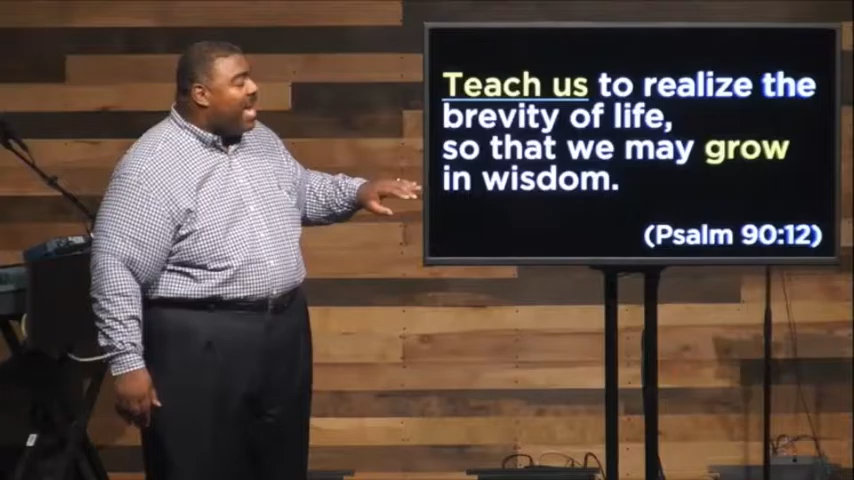 Teach us to realize the
brevity of life,
so that we may grow
in wisdom.
(Psalm 90:12)